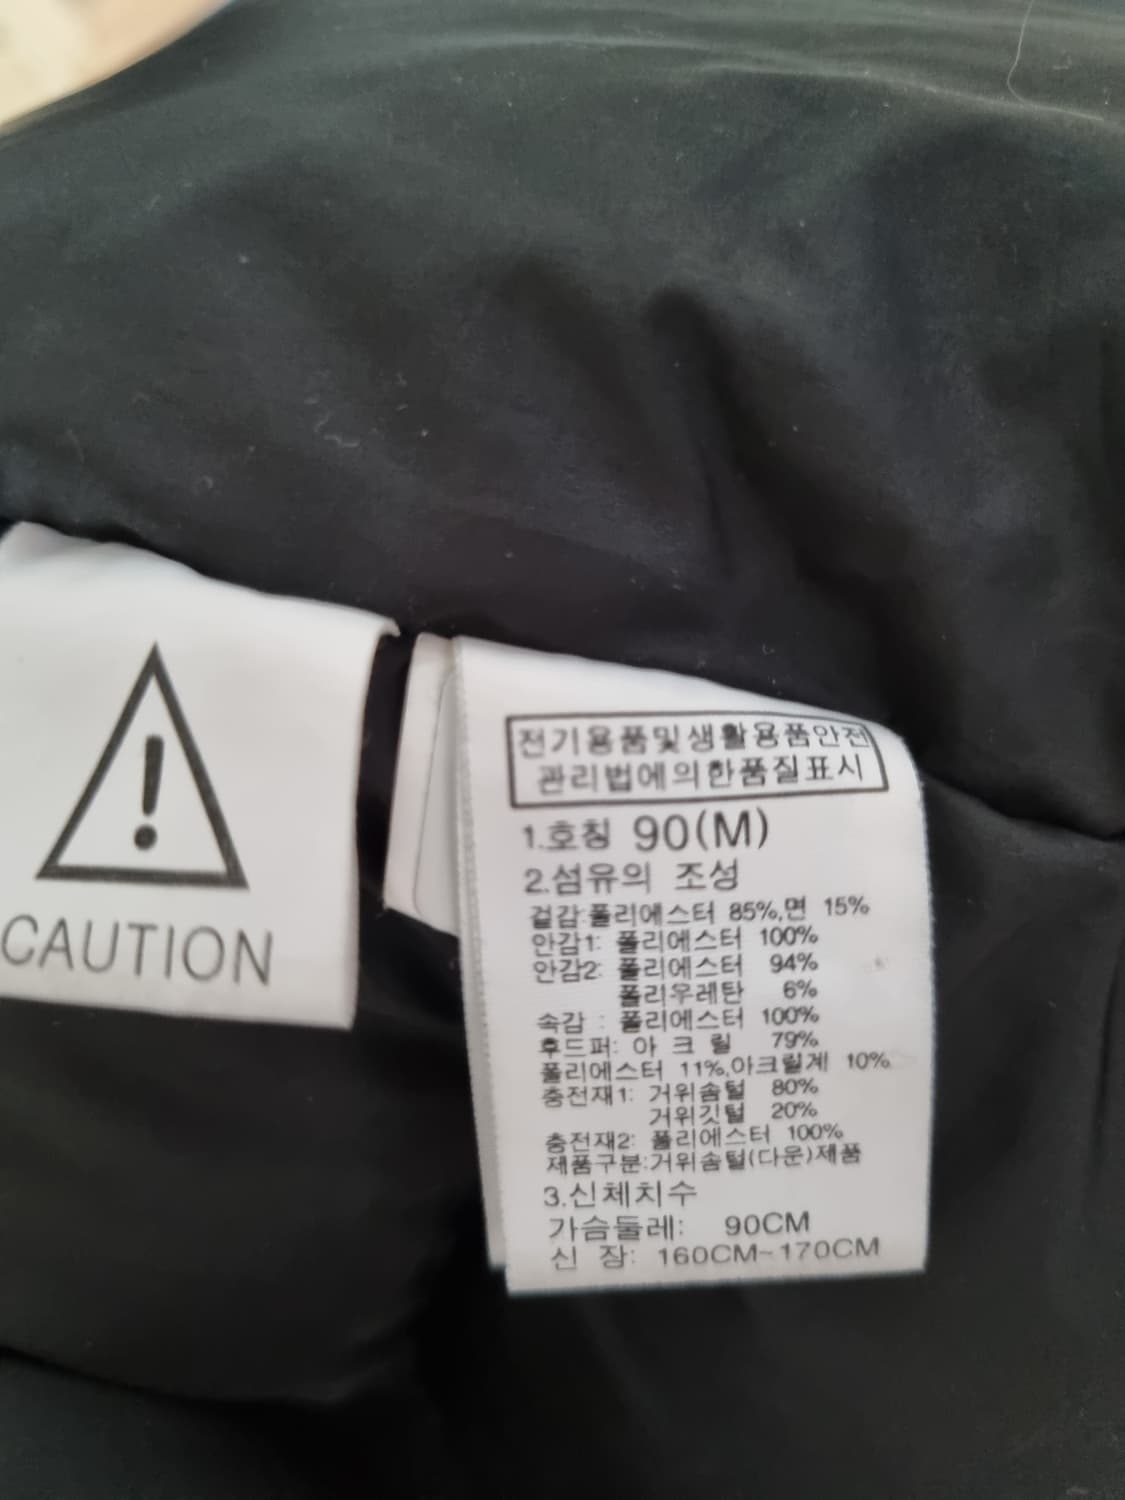 CAUTION
전기용품및생활용품안전
관리법에의한품질표시
1.호칭 90(M)
2.섬유의 조성
겉감:폴리에스터 85%,면 15%
안감1: 폴리에스터 100%
안감2: 폴리에스터 94%
폴리우레탄 6%
속감 : 폴리에스터 100%
후드퍼: 아 크 릴 79%
폴리에스터 11%,아크릴계 10%
충전재1: 거위솜털 80%
거위깃털 20%
충전재2: 폴리에스터 100%
제품구분:거위솜털(다운)제품
3.신체치수
가슴둘레: 90CM
신 장: 160CM~170CM